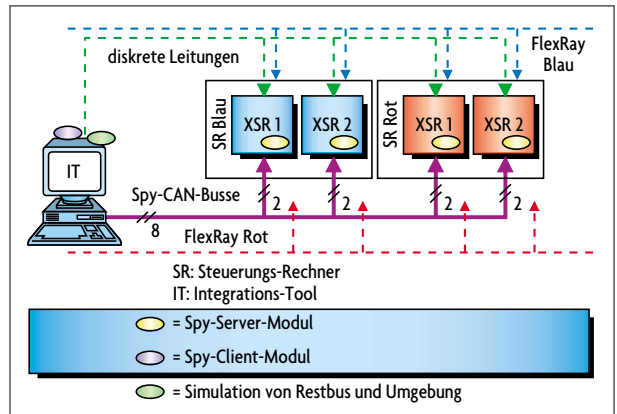 diskrete Leitungen
FlexRay
Blau
SR Blau
XSR 1
XSR 2
SR Rot
XSR 1
XSR 2
IT
Spy-CAN-Busse
8
2
2
2
2
FlexRay Rot
SR: Steuerungs-Rechner
IT: Integrations-Tool
= Spy-Server-Modul
= Spy-Client-Modul
= Simulation von Restbus und Umgebung